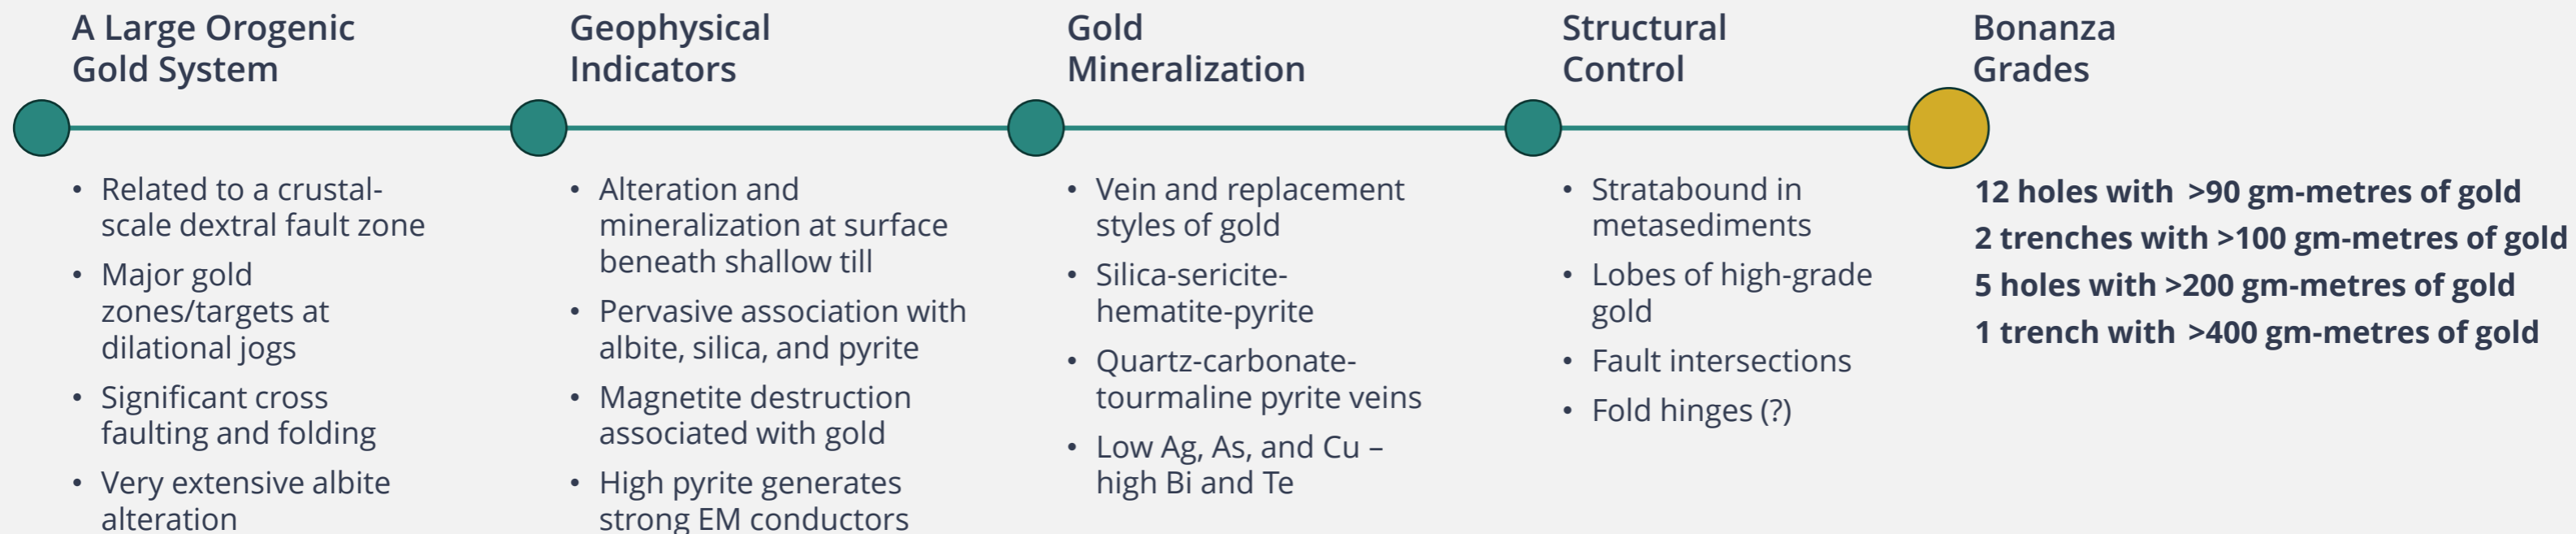 A Large Orogenic
Gold System
• Related to a crustal-
scale dextral fault zone
• Major gold
zones/targets at
dilational jogs
• Significant cross
faulting and folding
• Very extensive albite
alteration
Geophysical
Indicators
• Alteration and
mineralization at surface
beneath shallow till
• Pervasive association with
albite, silica, and pyrite
• Magnetite destruction
associated with gold
• High pyrite generates
strong EM conductors
Gold
Mineralization
• Vein and replacement
styles of gold
• Silica-sericite-
hematite-pyrite
• Quartz-carbonate-
tourmaline pyrite veins
• Low Ag, As, and Cu –
high Bi and Te
Structural
Control
• Stratabound in
metasediments
• Lobes of high-grade
gold
• Fault intersections
• Fold hinges (?)
Bonanza
Grades
12 holes with >90 gm-metres of gold
2 trenches with >100 gm-metres of gold
5 holes with >200 gm-metres of gold
1 trench with >400 gm-metres of gold